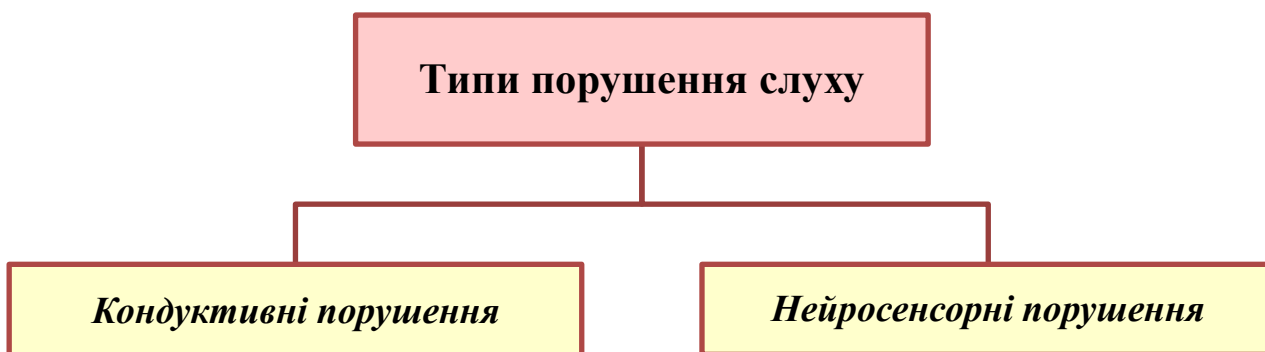 Типи порушення слуху
Кондуктивні порушення
Нейросенсорні порушення